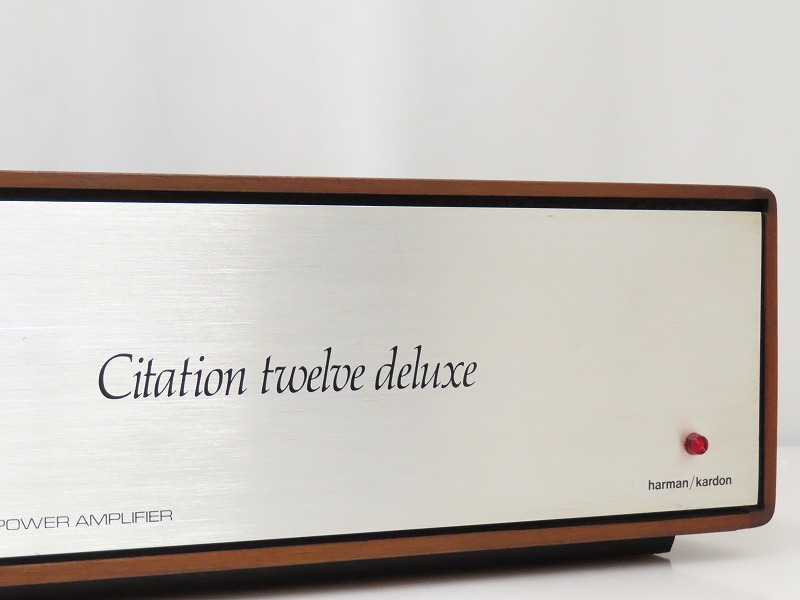 Citation twelve deluxe
harman/kardon
POWER AMPLIFIER